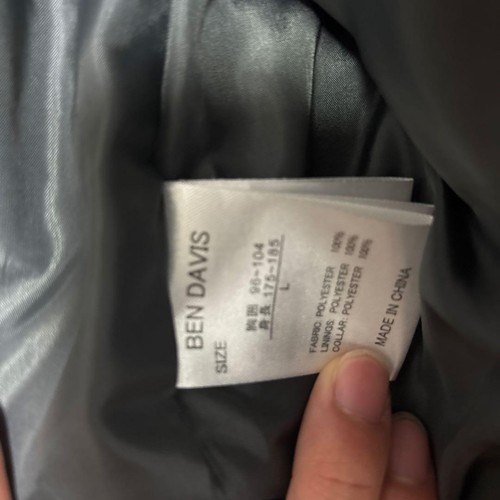 BEN DAVIS
SIZE
胸囲 96~104
身長 175~185
L
FABRIC POLYESTER 100%
LININGS: POLYESTER 100%
COLLAR, POLYESTER 100%
MADE IN CHINA